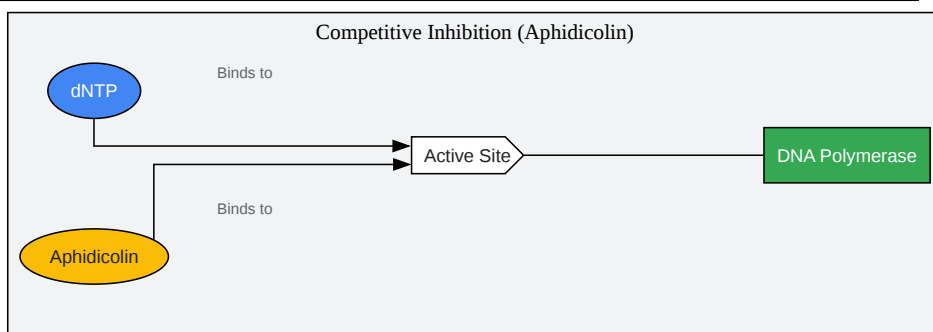 Competitive Inhibition (Aphidicolin)
dNTP
Binds to
Active Site
DNA Polymerase
Binds to
Aphidicolin